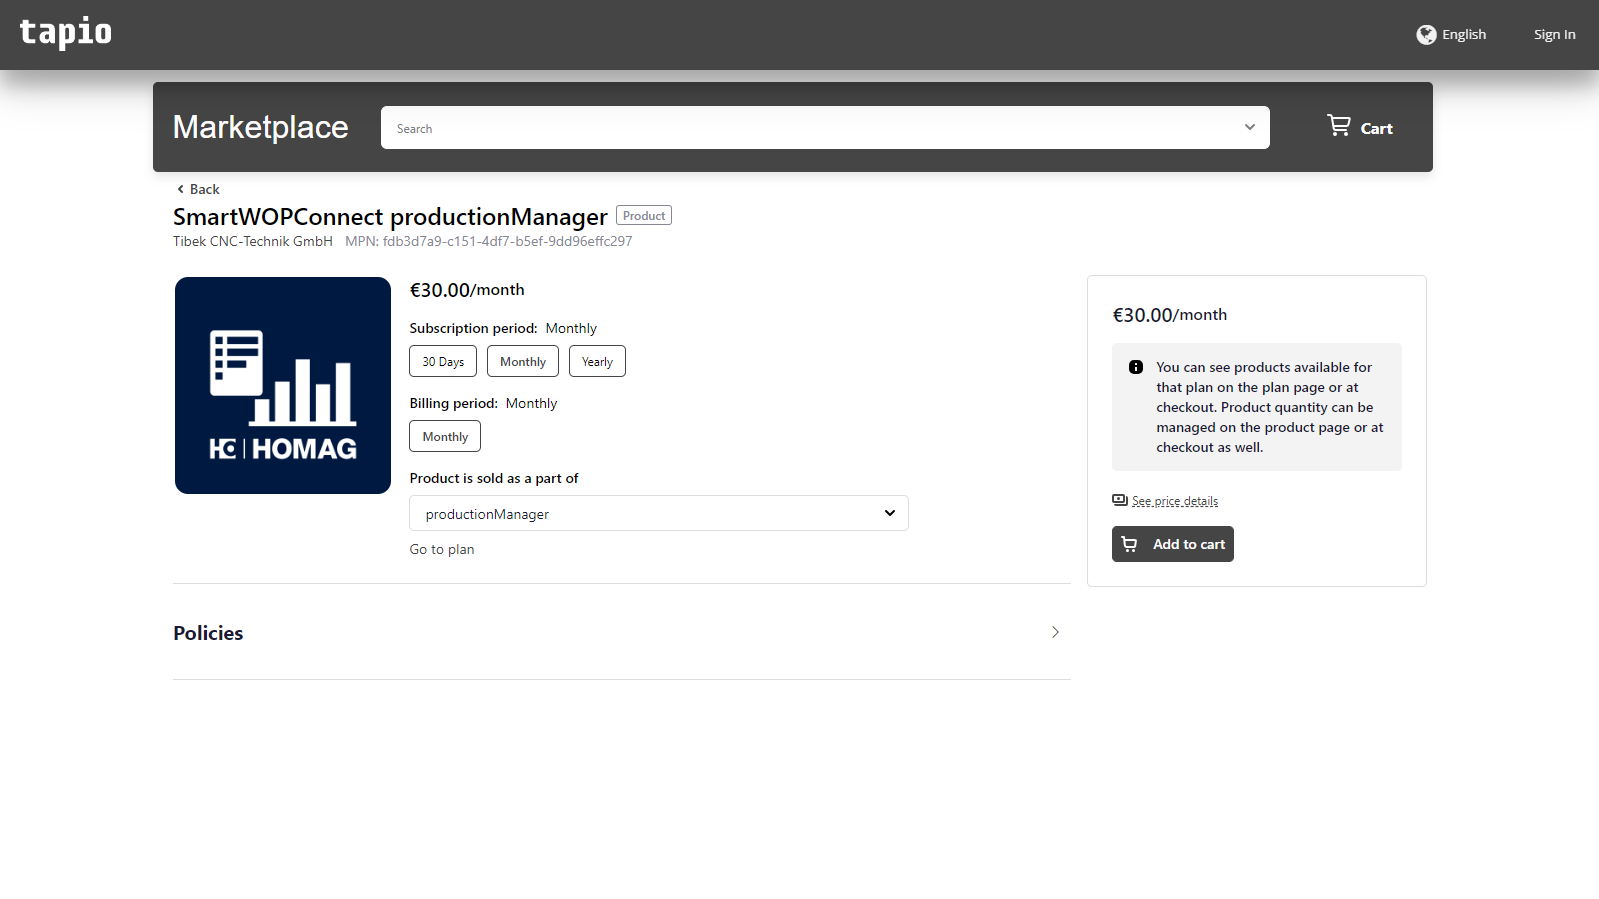 tapio
English
Sign In
Marketplace
Search
Cart
Back
SmartWOPConnect productionManager
Product
Tibek CNC-Technik GmbH
MPN: fdb3d7a9-c151-4df7-b5ef-9dd96effc297
HOMAG
€30.00/month
Subscription period: Monthly
30 Days
Monthly
Yearly
Billing period: Monthly
Monthly
Product is sold as a part of
productionManager
Go to plan
Policies
€30.00/month
You can see products available for
that plan on the plan page or at
checkout. Product quantity can be
managed on the product page or at
checkout as well.
See price details
Add to cart